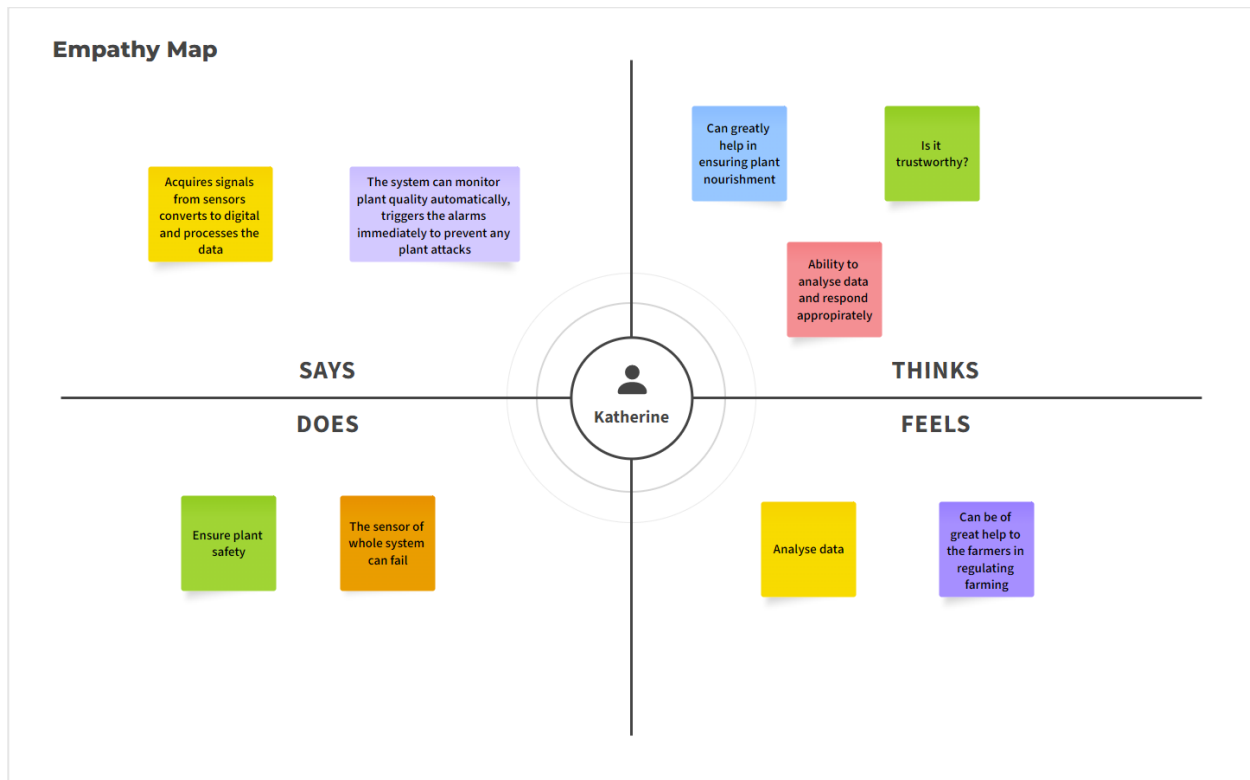 Empathy Map
Acquires signals
from sensors
converts to digital
and processes the
data
The system can monitor
plant quality automatically,
triggers the alarms
immediately to prevent any
plant attacks
SAYS
Can greatly
help in
ensuring plant
nourishment
Is it
trustworthy?
Ability to
analyse data
and respond
appropirately
THINKS
Katherine
DOES
Ensure plant
safety
The sensor of
whole system
can fail
FEELS
Analyse data
Can be of
great help to
the farmers in
regulating
farming